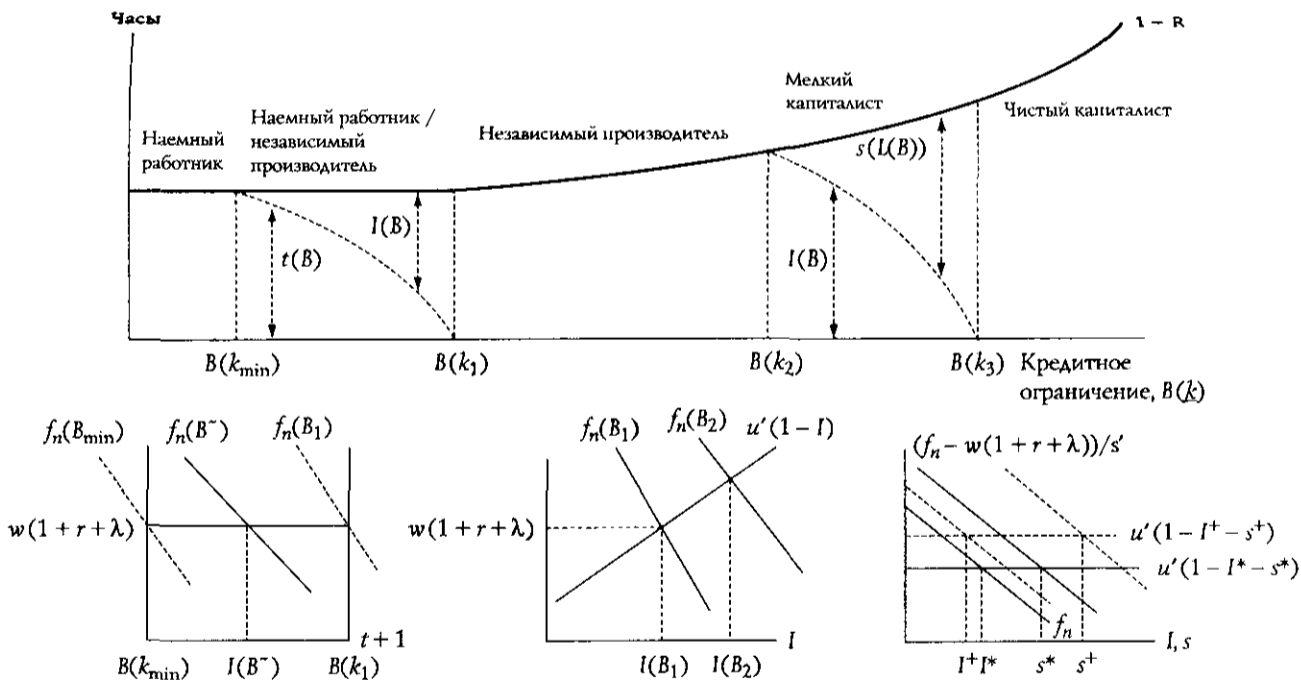 Часы
1 – R
Мелкий
капиталист
Чистый капиталист
Наемный работник /
независимый
производитель
Независимый производитель
Наемный
работник
s(L(B))
l(B)
t(B)
l(B)
B(k_min)
B(k_1)
B(k_2)
B(k_3)
Кредитное
ограничение, B(k)
f_n(B_min)
f_n(B~)
f_n(B_1)
w(1 + r + λ)
t + 1
B(k_min)
l(B~)
B(k_1)
f_n(B_1)
f_n(B_2)
u'(1 – l)
w(1 + r + λ)
l
l(B_1)
l(B_2)
(f_n – w(1 + r + λ))/s'
u'(1 – l+ – s+)
u'(1 – l* – s*)
f_n
l, s
l+
l*
s*
s+